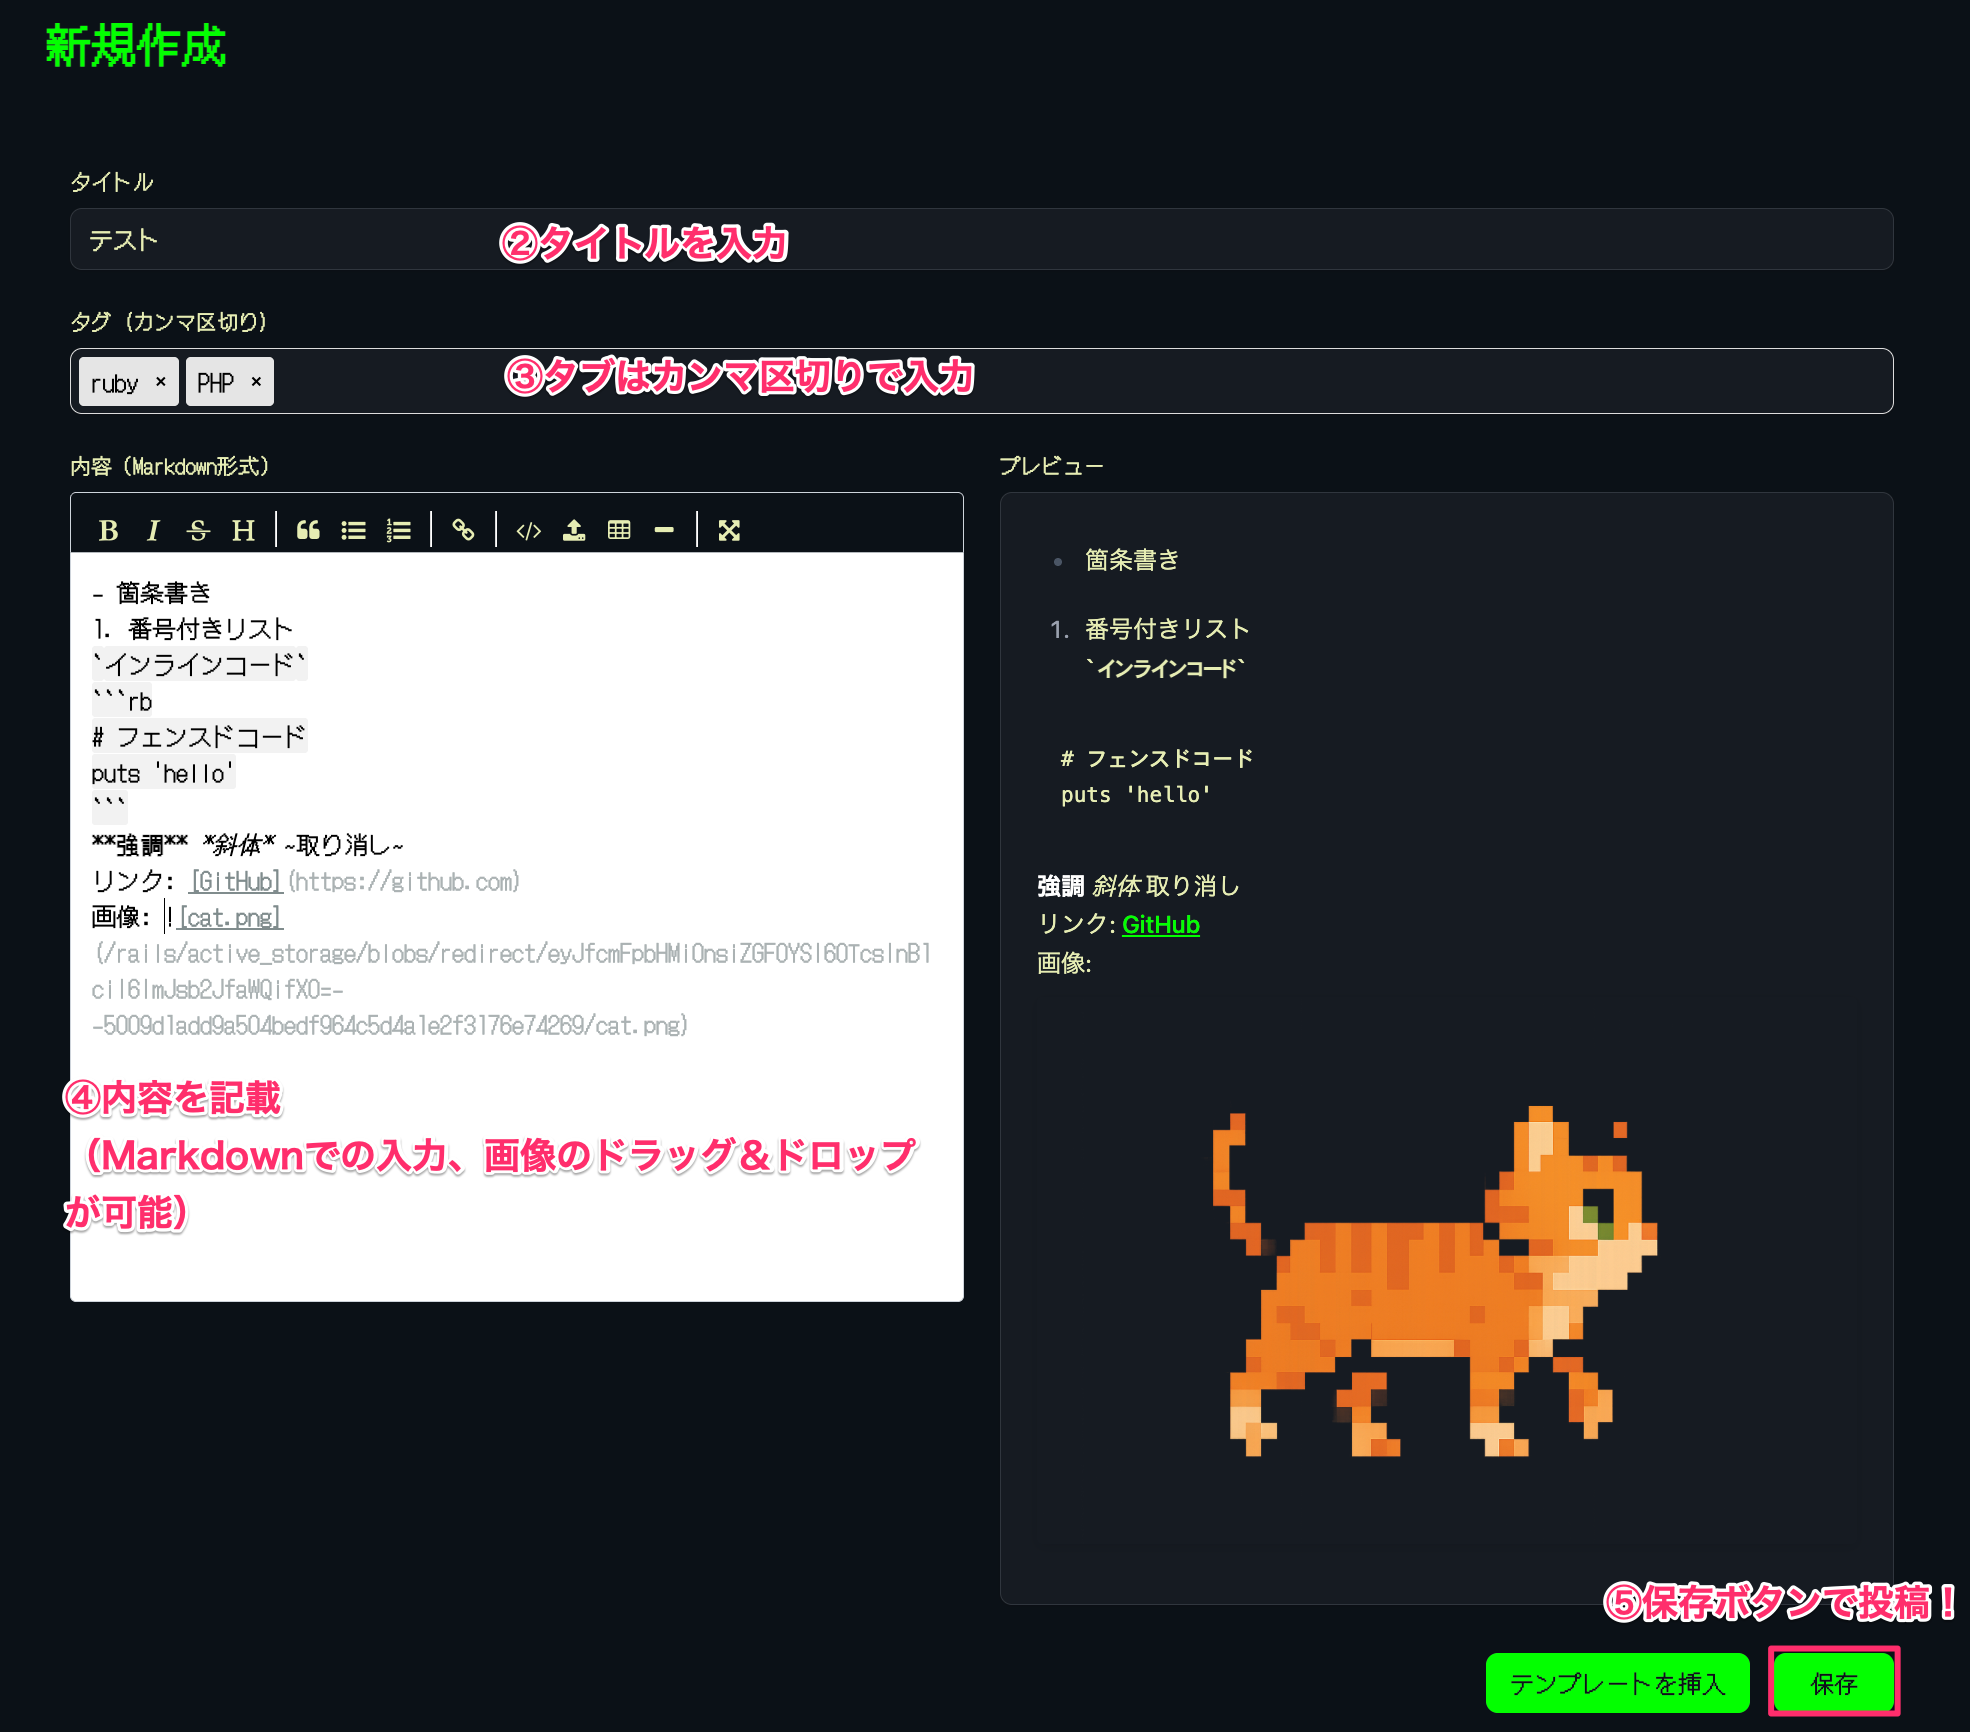 新規作成
タイトル
テスト
②タイトルを入力
タグ（カンマ区切り）
ruby ×
PHP ×
③タブはカンマ区切りで入力
内容（Markdown形式）
B I S H
- 箇条書き
1. 番号付きリスト
`インラインコード`
```rb
# フェンスドコード
puts 'hello'
```
**強調** *斜体* ~取り消し~
リンク: [GitHub](https://github.com)
画像: ![cat.png]
④内容を記載
（Markdownでの入力、画像のドラッグ&ドロップ
が可能）
プレビュー
• 箇条書き
1. 番号付きリスト
`インラインコード`
# フェンスドコード
puts 'hello'
強調 斜体 取り消し
リンク: GitHub
画像:
⑤保存ボタンで投稿！
テンプレートを挿入
保存